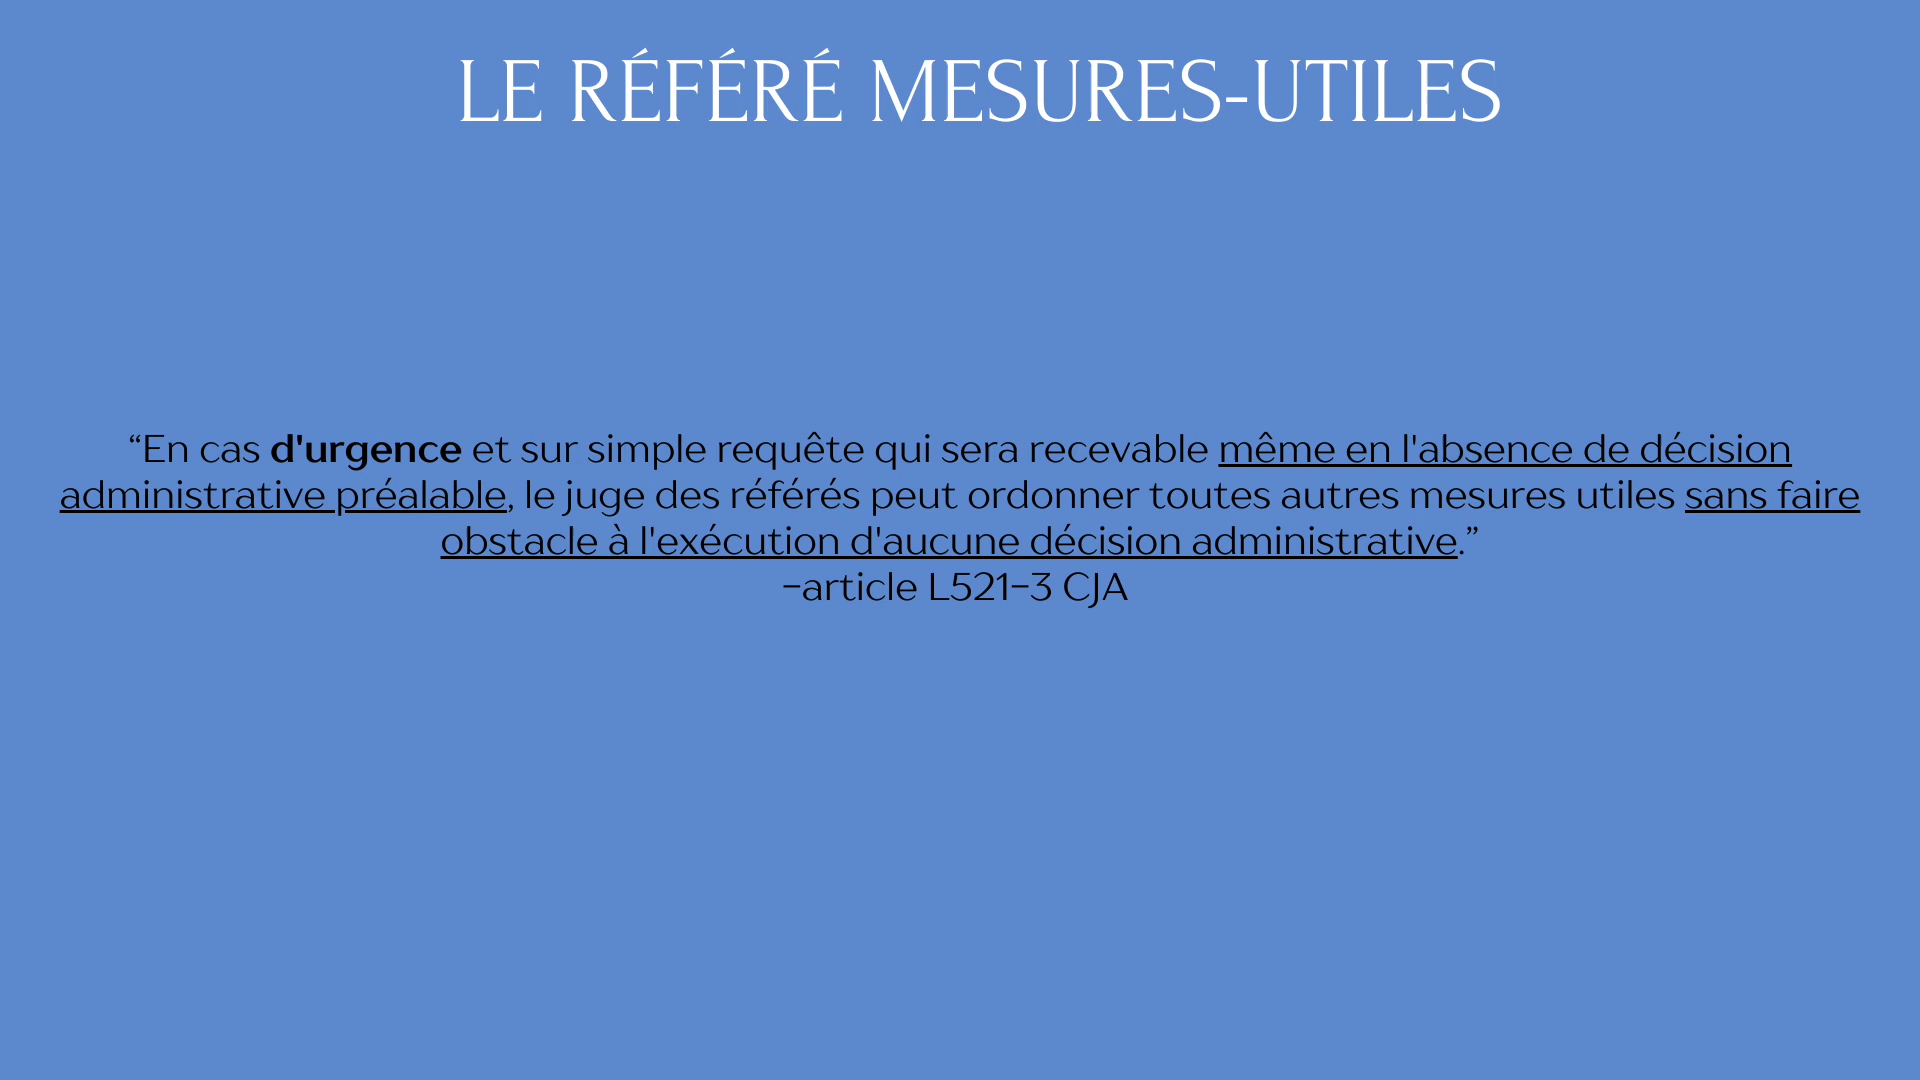 LE RÉFÉRÉ MESURES-UTILES
“En cas d'urgence et sur simple requête qui sera recevable même en l'absence de décision
administrative préalable, le juge des référés peut ordonner toutes autres mesures utiles sans faire
obstacle à l'exécution d'aucune décision administrative.”
-article L521-3 CJA